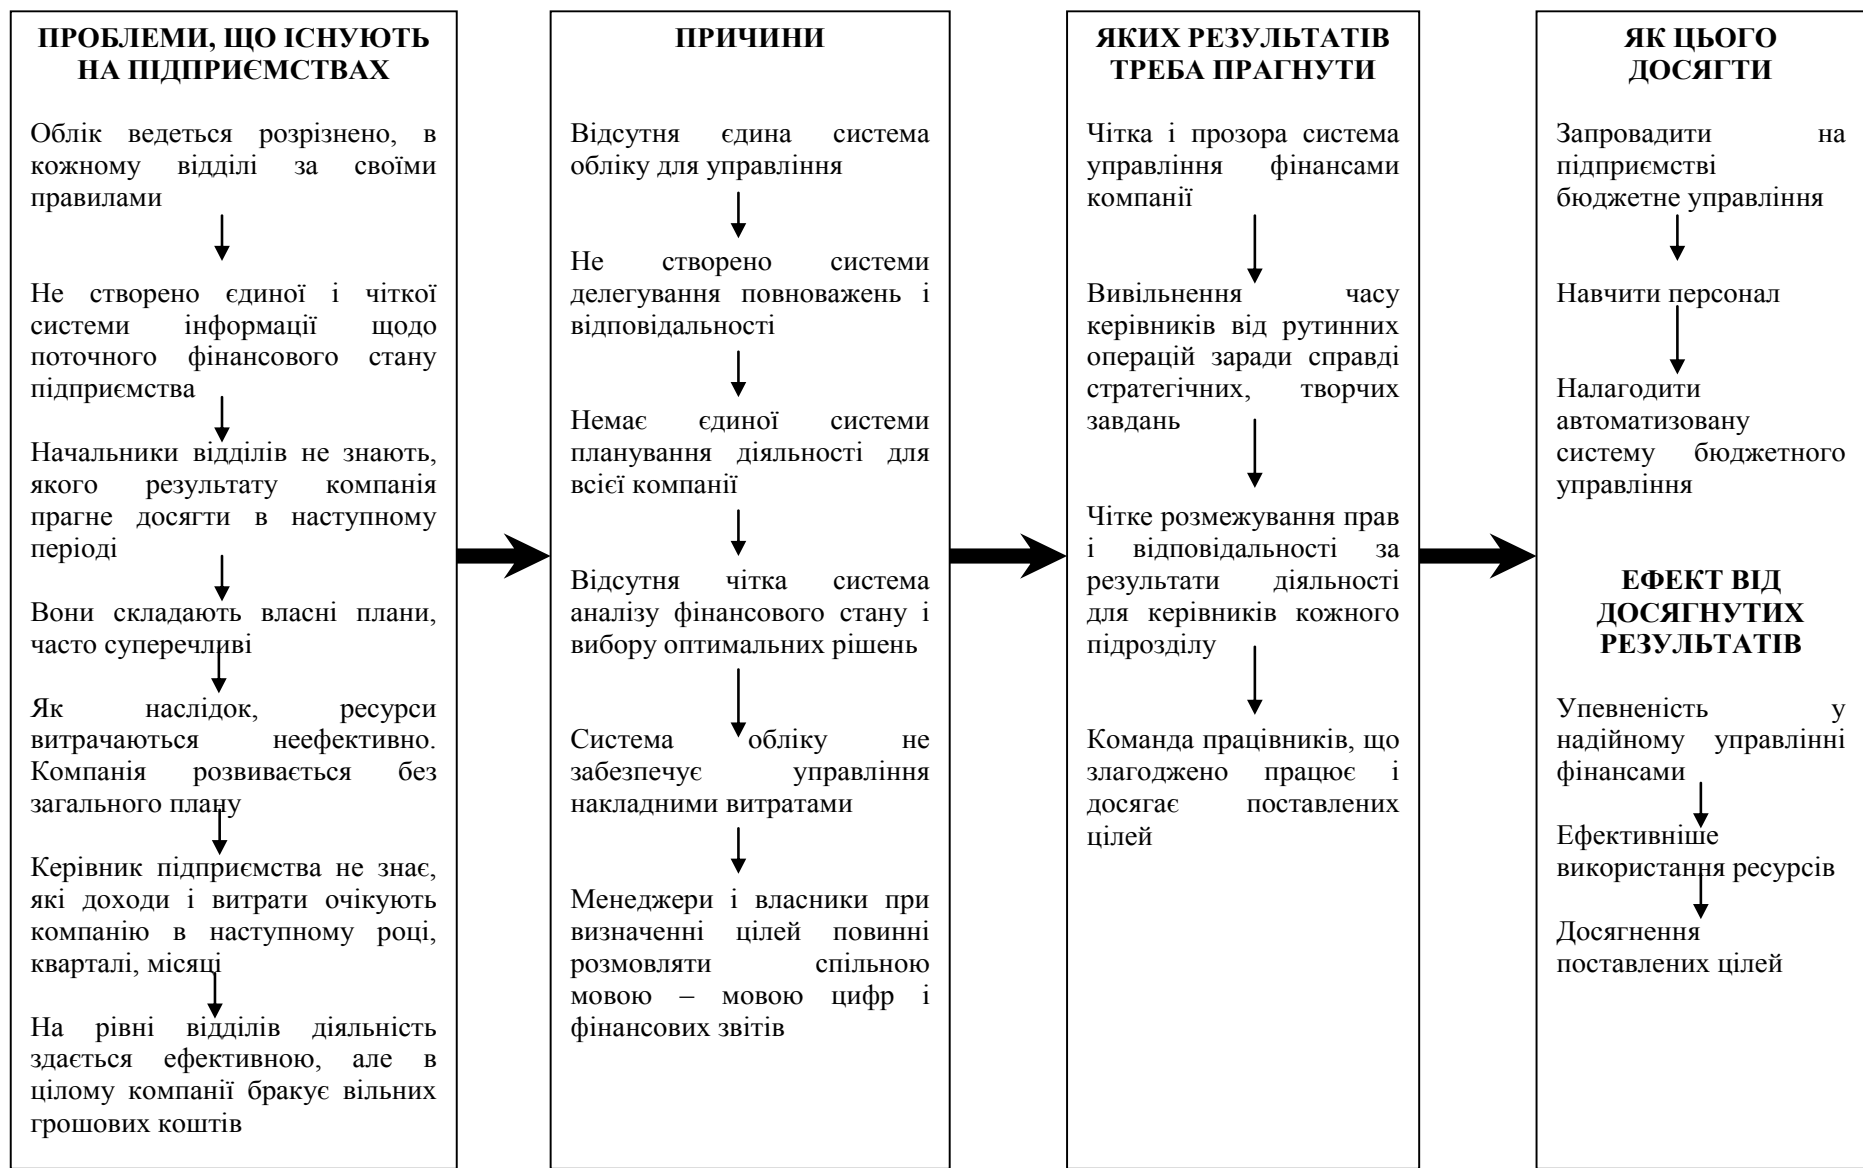 ПРОБЛЕМИ, ЩО ІСНУЮТЬ
НА ПІДПРИЄМСТВАХ
Облік ведеться розрізнено, в
кожному відділі за своїми
правилами
Не створено єдиної і чіткої
системи інформації щодо
поточного фінансового стану
підприємства
Начальники відділів не знають,
якого результату компанія
прагне досягти в наступному
періоді
Вони складають власні плани,
часто суперечливі
Як наслідок, ресурси
витрачаються неефективно.
Компанія розвивається без
загального плану
Керівник підприємства не знає,
які доходи і витрати очікують
компанію в наступному році,
кварталі, місяці
На рівні відділів діяльність
здається ефективною, але в
цілому компанії бракує вільних
грошових коштів
ПРИЧИНИ
Відсутня єдина система
обліку для управління
Не створено системи
делегування повноважень і
відповідальності
Немає єдиної системи
планування діяльності для
всієї компанії
Відсутня чітка система
аналізу фінансового стану і
вибору оптимальних рішень
Система обліку не
забезпечує управління
накладними витратами
Менеджери і власники при
визначенні цілей повинні
розмовляти спільною
мовою – мовою цифр і
фінансових звітів
ЯКИХ РЕЗУЛЬТАТІВ
ТРЕБА ПРАГНУТИ
Чітка і прозора система
управління фінансами
компанії
Вивільнення часу
керівників від рутинних
операцій заради справді
стратегічних, творчих
завдань
Чітке розмежування прав
і відповідальності за
результати діяльності
для керівників кожного
підрозділу
Команда працівників, що
злагоджено працює і
досягає поставлених
цілей
ЯК ЦЬОГО
ДОСЯГТИ
Запровадити на
підприємстві
бюджетне управління
Навчити персонал
Налагодити
автоматизовану
систему бюджетного
управління
ЕФЕКТ ВІД
ДОСЯГНУТИХ
РЕЗУЛЬТАТІВ
Упевненість у
надійному управлінні
фінансами
Ефективніше
використання ресурсів
Досягнення
поставлених цілей